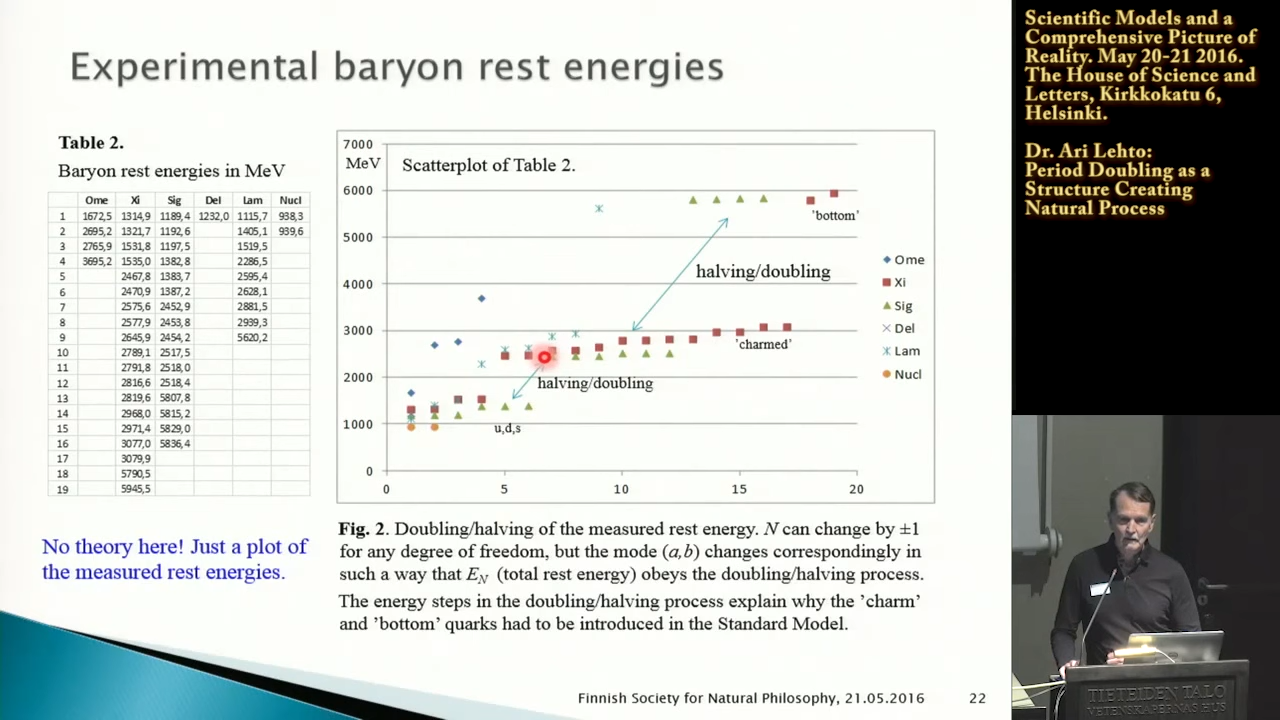 Experimental baryon rest energies
Table 2.
Baryon rest energies in MeV
Ome Xi Sig Del Lam Nucl
1 1672,5 1314,9 1189,4 1232,0 1115,7 938,3
2 2695,2 1321,7 1192,6 1405,1 939,6
3 2765,9 1531,8 1197,5 1519,5
4 3695,2 1535,0 1382,8 2286,5
5 2467,8 1383,7 2595,4
6 2470,9 1387,2 2628,1
7 2575,6 2452,9 2881,5
8 2577,9 2453,8 2939,3
9 2645,9 2454,2 5620,2
10 2789,1 2517,5
11 2791,8 2518,0
12 2816,6 2518,4
13 2819,6 5807,8
14 2968,0 5815,2
15 2971,4 5829,0
16 3077,0 5836,4
17 3079,9
18 5790,5
19 5945,5
No theory here! Just a plot of
the measured rest energies.
7000
MeV
Scatterplot of Table 2.
6000
'bottom'
5000
halving/doubling
4000
3000
'charmed'
2000
halving/doubling
1000
u,d,s
0
0 5 10 15 20
Ome
Xi
Sig
Del
Lam
Nucl
Fig. 2. Doubling/halving of the measured rest energy. N can change by ±1
for any degree of freedom, but the mode (a,b) changes correspondingly in
such a way that EN (total rest energy) obeys the doubling/halving process.
The energy steps in the doubling/halving process explain why the ’charm’
and ’bottom’ quarks had to be introduced in the Standard Model.
Finnish Society for Natural Philosophy, 21.05.2016 22
Scientific Models and a
Comprehensive Picture of
Reality. May 20-21 2016.
The House of Science and
Letters, Kirkkokatu 6,
Helsinki.
Dr. Ari Lehto:
Period Doubling as a
Structure Creating
Natural Process
TIETEIDEN TALO
VETENSKAPERNAS HUS